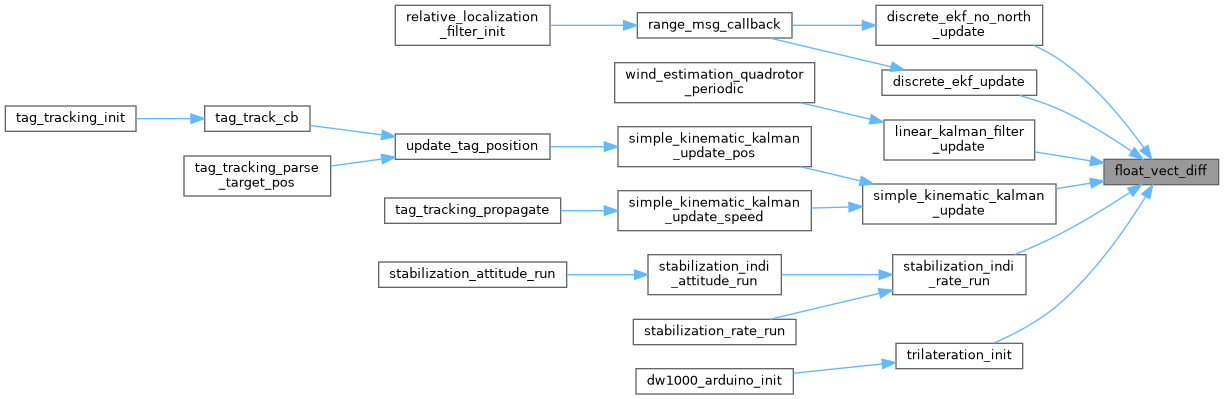 relative_localization
_filter_init
range_msg_callback
discrete_ekf_no_north
_update
discrete_ekf_update
wind_estimation_quadrotor
_periodic
tag_tracking_init
tag_track_cb
linear_kalman_filter
_update
update_tag_position
simple_kinematic_kalman
_update_pos
tag_tracking_parse
_target_pos
float_vect_diff
tag_tracking_propagate
simple_kinematic_kalman
_update_speed
simple_kinematic_kalman
_update
stabilization_attitude_run
stabilization_indi
_attitude_run
stabilization_indi
_rate_run
stabilization_rate_run
trilateration_init
dw1000_arduino_init